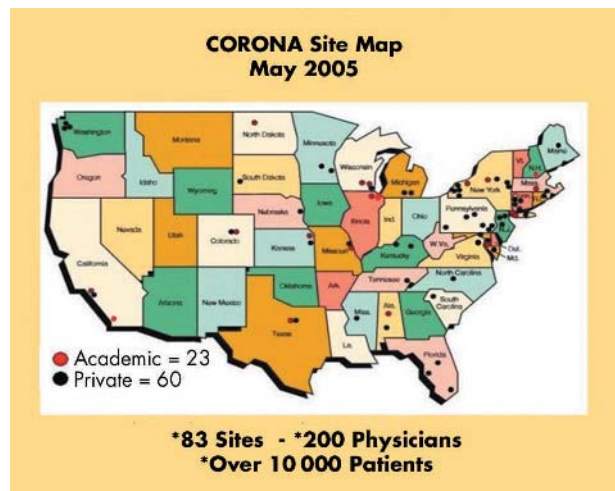 CORONA Site Map
May 2005
Washington
Montana
North Dakota
Minnesota
Maine
Oregon
Idaho
Wyoming
South Dakota
Wisconsin
Michigan
Vt.
N.H.
New York
Mass.
Nevada
Utah
Colorado
Nebraska
Iowa
Illinois
Ind.
Ohio
Pennsylvania
California
Kansas
Missouri
Kentucky
W.Va.
Virginia
Del.
Md.
Arizona
New Mexico
Oklahoma
Ark.
Tennessee
North Carolina
South
Carolina
Texas
La.
Miss.
Ala.
Georgia
Florida
Academic = 23
Private = 60
*83 Sites - *200 Physicians
*Over 10 000 Patients